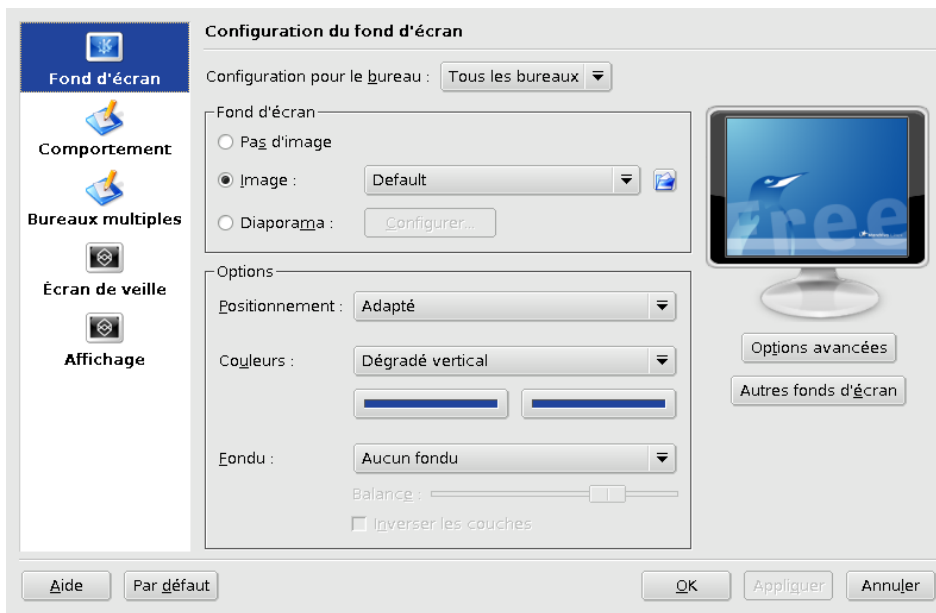 Fond d'écran
Comportement
Bureaux multiples
Écran de veille
Affichage
Configuration du fond d'écran
Configuration pour le bureau : Tous les bureaux
Fond d'écran
Pas d'image
Image : Default
Diaporama : Configurer...
Options
Positionnement : Adapté
Couleurs : Dégradé vertical
Fondu : Aucun fondu
Balance :
Inverser les couches
Free
Options avancées
Autres fonds d'écran
Aide
Par défaut
OK
Appliquer
Annuler